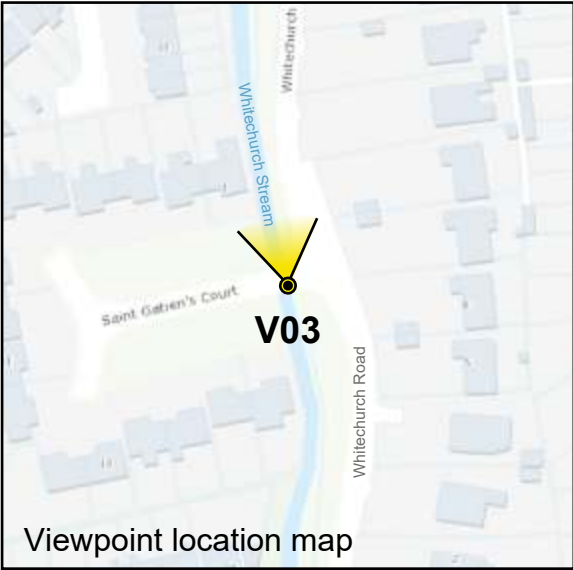 Whitechurch
Whitechurch Stream
Saint Gatien's Court
V03
Whitechurch Road
Viewpoint location map